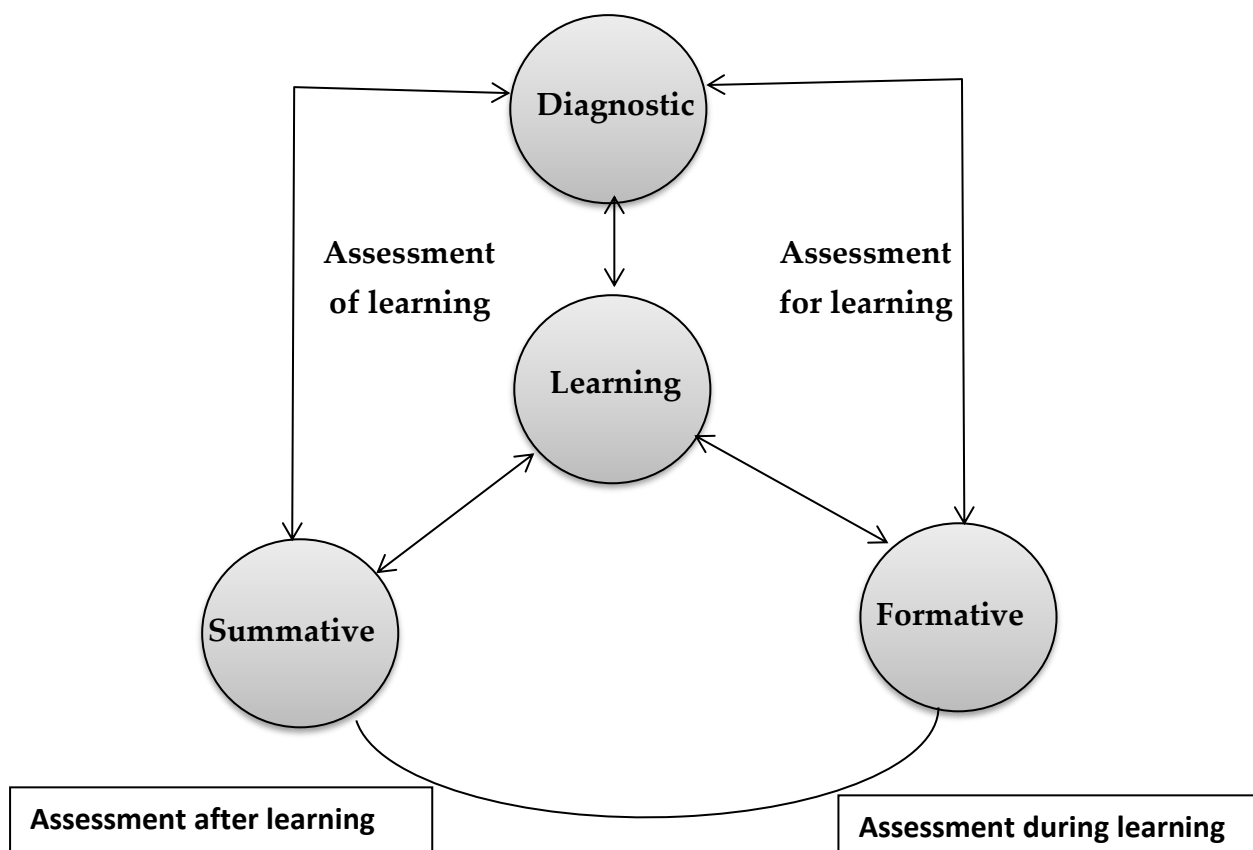 Diagnostic
Assessment
of learning
Assessment
for learning
Learning
Summative
Formative
Assessment after learning
Assessment during learning